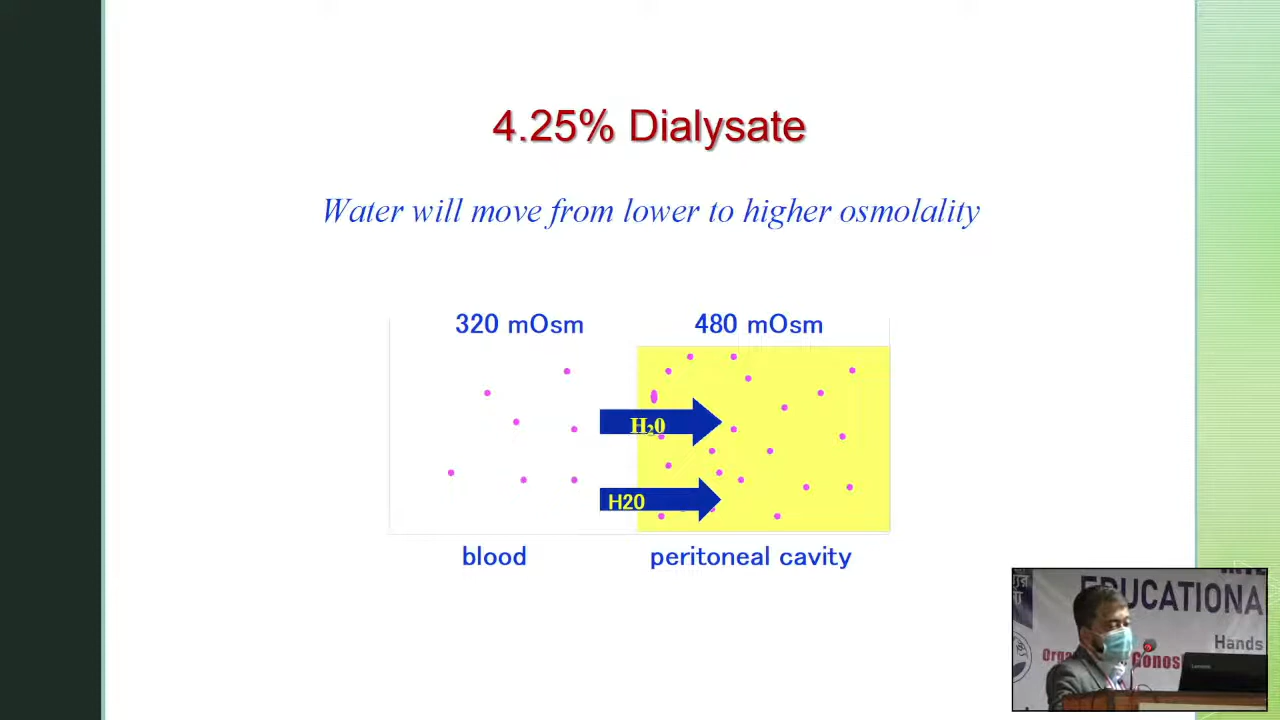 4.25% Dialysate
Water will move from lower to higher osmolality
320 mOsm 480 mOsm
H₂0
H20
blood peritoneal cavity
EDUCATIONA
Hands
Gonos
Lenovo